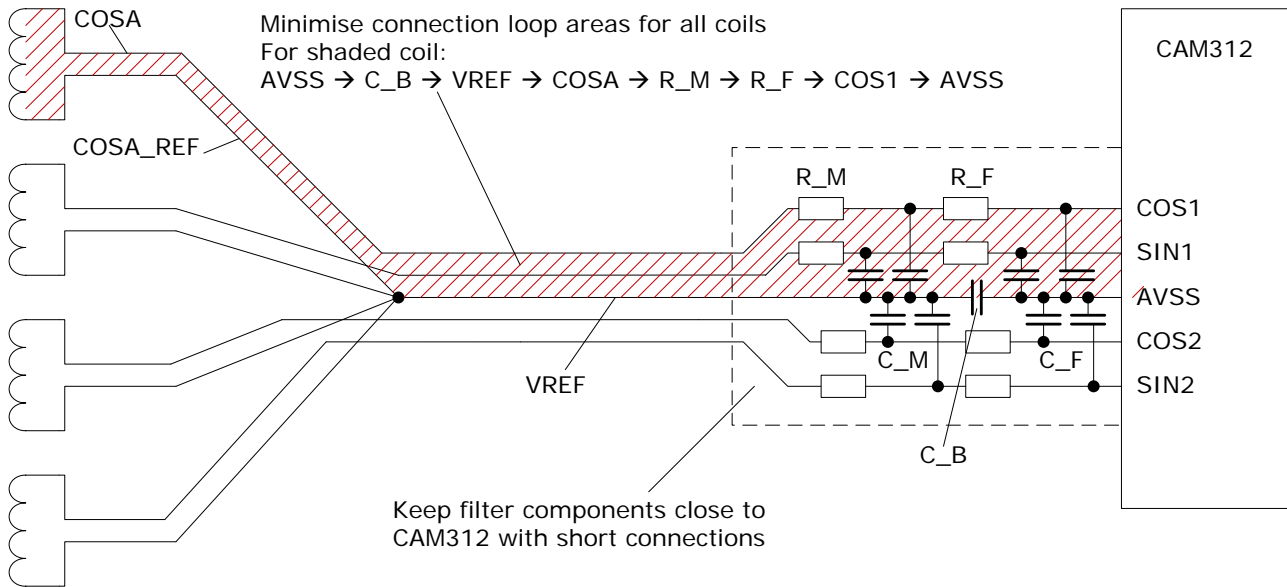 COSA
Minimise connection loop areas for all coils
For shaded coil:
AVSS → C_B → VREF → COSA → R_M → R_F → COS1 → AVSS
CAM312
COSA_REF
R_M
R_F
COS1
SIN1
AVSS
COS2
SIN2
C_M
C_F
VREF
C_B
Keep filter components close to
CAM312 with short connections